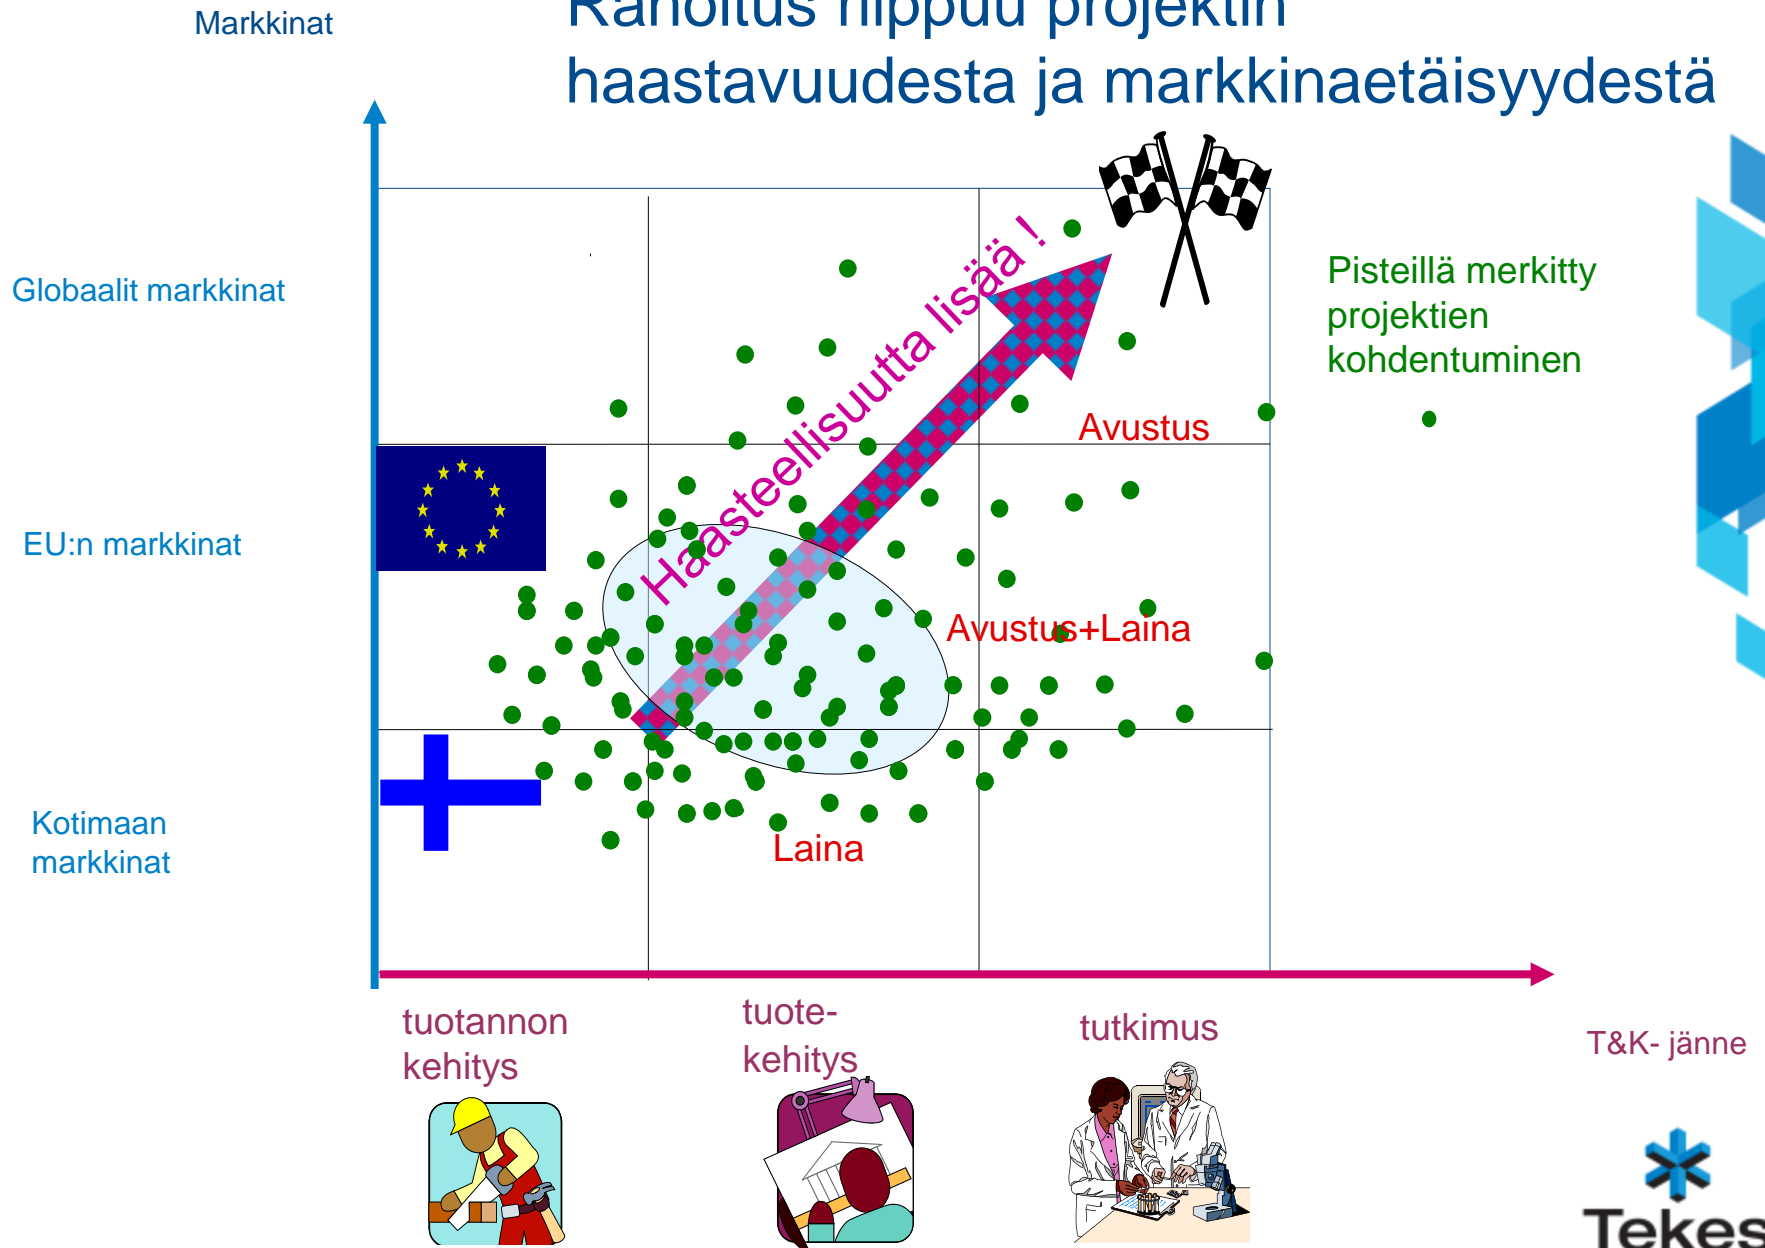 Markkinat
Rahoitus riippuu projektin
haastavuudesta ja markkinaetäisyydestä
Haasteellisuutta lisää !
Globaalit markkinat
Pisteillä merkitty
projektien
kohdentuminen
Avustus
EU:n markkinat
Avustus+Laina
Kotimaan
markkinat
Laina
tuotannon
kehitys
tuote-
kehitys
tutkimus
T&K- jänne
Tekes